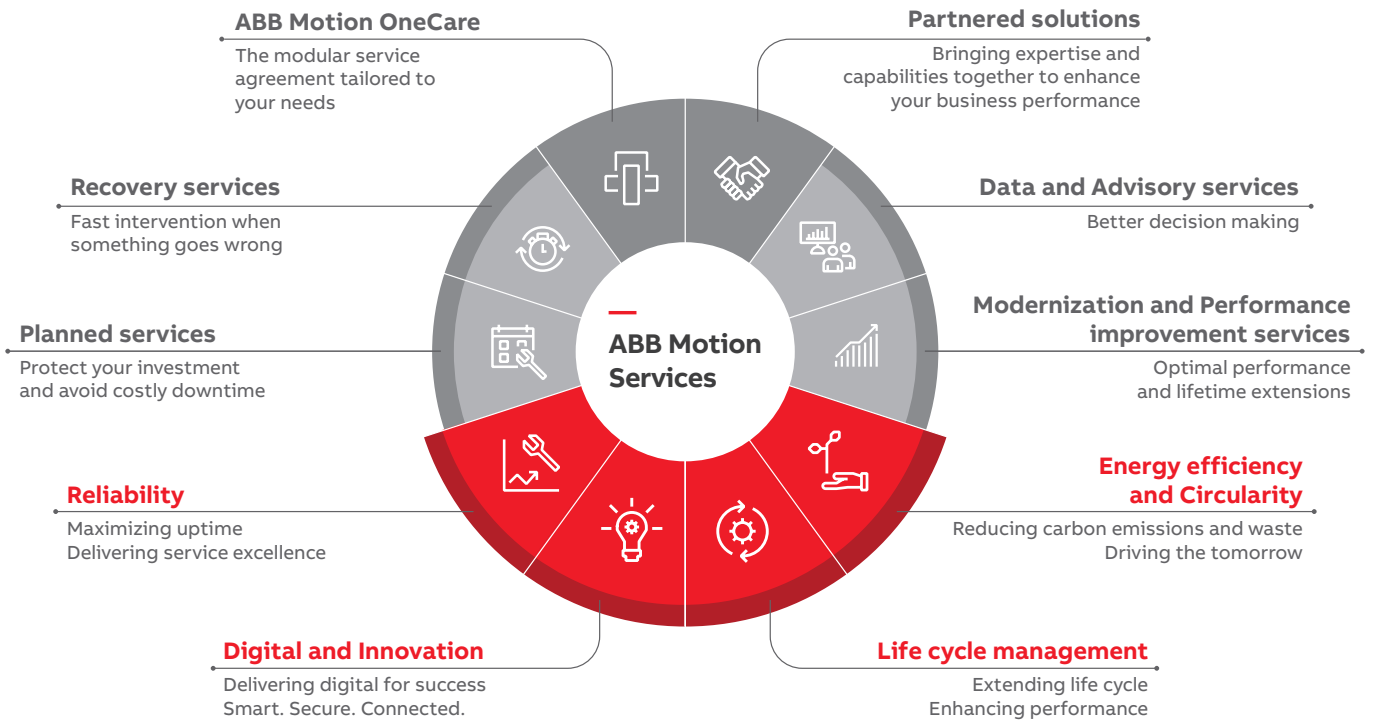 ABB Motion OneCare
The modular service
agreement tailored to
your needs
Partnered solutions
Bringing expertise and
capabilities together to enhance
your business performance
Recovery services
Fast intervention when
something goes wrong
Data and Advisory services
Better decision making
Planned services
Protect your investment
and avoid costly downtime
ABB Motion
Services
Modernization and Performance
improvement services
Optimal performance
and lifetime extensions
Reliability
Maximizing uptime
Delivering service excellence
Energy efficiency
and Circularity
Reducing carbon emissions and waste
Driving the tomorrow
Digital and Innovation
Delivering digital for success
Smart. Secure. Connected.
Life cycle management
Extending life cycle
Enhancing performance